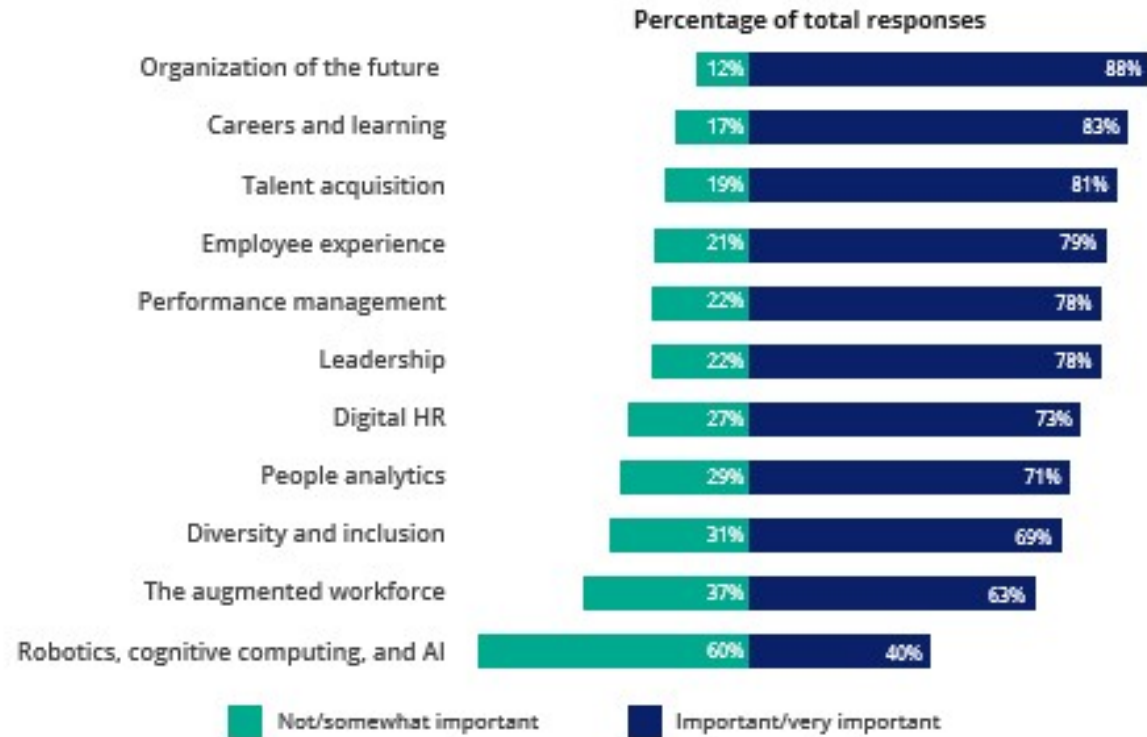 Percentage of total responses
Organization of the future 12% 88%
Careers and learning 17% 83%
Talent acquisition 19% 81%
Employee experience 21% 79%
Performance management 22% 78%
Leadership 22% 78%
Digital HR 27% 73%
People analytics 29% 71%
Diversity and inclusion 31% 69%
The augmented workforce 37% 63%
Robotics, cognitive computing, and AI 60% 40%
Not/somewhat important Important/very important